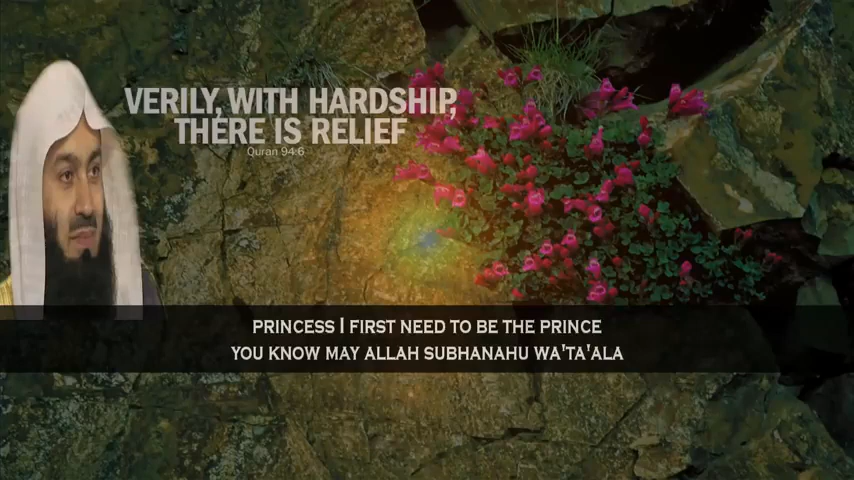 VERILY, WITH HARDSHIP,
THERE IS RELIEF
Quran 94:6
PRINCESS I FIRST NEED TO BE THE PRINCE
YOU KNOW MAY ALLAH SUBHANAHU WA'TA'ALA